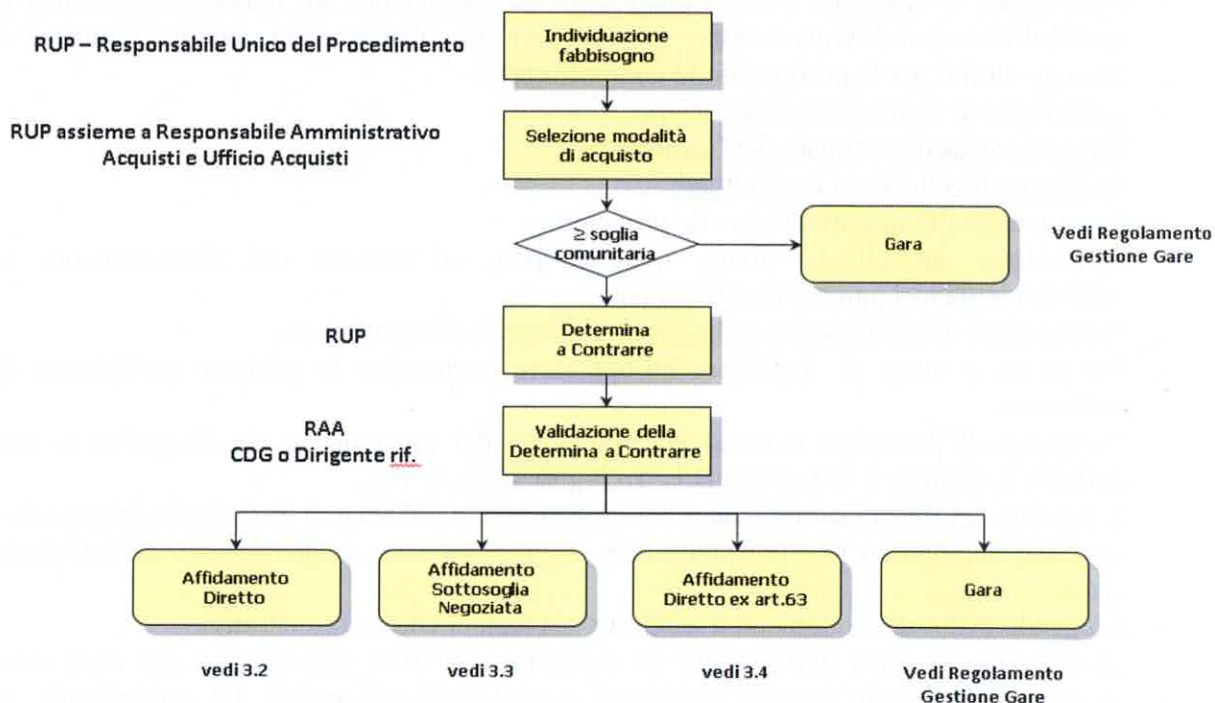 RUP – Responsabile Unico del Procedimento
Individuazione
fabbisogno
RUP assieme a Responsabile Amministrativo
Acquisti e Ufficio Acquisti
Selezione modalità
di acquisto
≥ soglia
comunitaria
Gara
Vedi Regolamento
Gestione Gare
RUP
Determina
a Contrarre
RAA
CDG o Dirigente rif.
Validazione della
Determina a Contrarre
Affidamento
Diretto
Affidamento
Sottosoglia
Negoziata
Affidamento
Diretto ex art.63
Gara
vedi 3.2
vedi 3.3
vedi 3.4
Vedi Regolamento
Gestione Gare